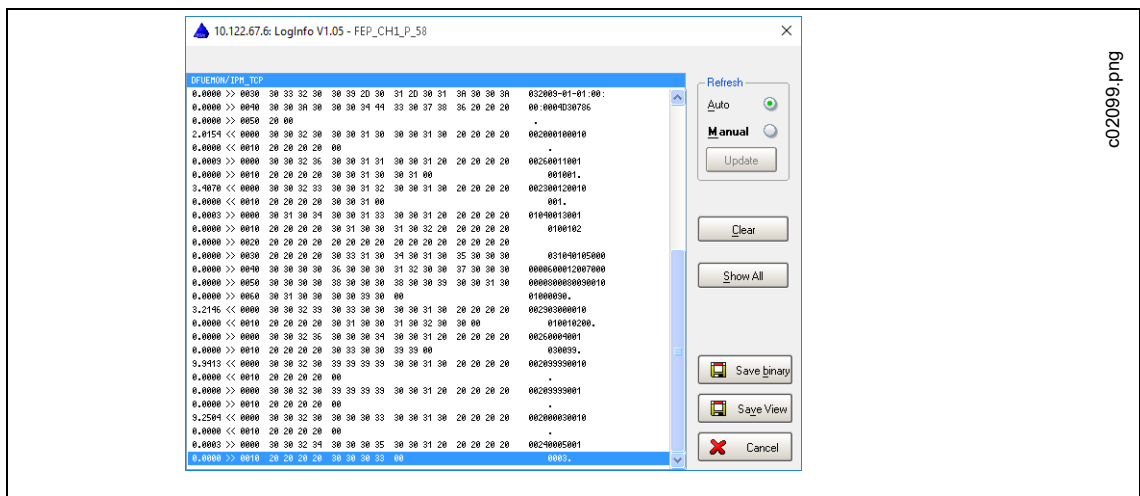 10.122.67.6: LogInfo V1.05 - FEP_CH1_P_58
DFUEMON/IPM_TCP
0.0000 >> 0030 30 33 32 30 30 39 2D 30 31 2D 30 31 3A 30 30 3A 032009-01-01:00:
0.0000 >> 0040 30 30 3A 30 30 30 34 44 33 30 37 38 36 20 20 20 00:0004D30786
0.0000 >> 0050 20 00 .
2.0154 << 0000 30 30 32 30 30 30 31 30 30 30 31 30 20 20 20 20 002000100010
0.0000 << 0010 20 20 20 20 00 .
0.0009 >> 0000 30 30 32 36 30 30 31 31 30 30 31 20 20 20 20 20 00260011001
0.0000 >> 0010 20 20 20 20 30 30 31 30 30 31 00 001001.
3.4070 << 0000 30 30 32 33 30 30 31 32 30 30 31 30 20 20 20 20 002300120010
0.0000 << 0010 20 20 20 20 30 30 31 00 001.
0.0003 >> 0000 30 31 30 34 30 30 31 33 30 30 31 20 20 20 20 20 01040013001
0.0000 >> 0010 20 20 20 20 30 31 30 30 31 30 32 20 20 20 20 20 0100102
0.0000 >> 0020 20 20 20 20 20 20 20 20 20 20 20 20 20 20 20 20
0.0000 >> 0030 20 20 20 20 30 33 31 30 34 30 31 30 35 30 30 30 031040105000
0.0000 >> 0040 30 30 30 30 36 30 30 30 31 32 30 30 37 30 30 30 0000600012007000
0.0000 >> 0050 30 30 30 30 38 30 30 30 38 30 30 39 30 30 31 30 0000800080090010
0.0000 >> 0060 30 31 30 30 30 30 39 30 00 01000090.
3.2146 << 0000 30 30 32 39 30 33 30 30 30 30 31 30 20 20 20 20 002903000010
0.0000 << 0010 20 20 20 20 30 31 30 30 31 30 32 30 30 00 010010200.
0.0000 >> 0000 30 30 32 36 30 30 30 34 30 30 31 20 20 20 20 20 00260004001
0.0000 >> 0010 20 20 20 20 30 33 30 30 39 39 00 030099.
9.9413 << 0000 30 30 32 30 39 39 39 39 30 30 31 30 20 20 20 20 002099990010
0.0000 << 0010 20 20 20 20 00 .
0.0000 >> 0000 30 30 32 30 39 39 39 39 30 30 31 20 20 20 20 20 00209999001
0.0000 >> 0010 20 20 20 20 00 .
9.2504 << 0000 30 30 32 30 30 30 30 33 30 30 31 30 20 20 20 20 002000030010
0.0000 << 0010 20 20 20 20 00 .
0.0003 >> 0000 30 30 32 34 30 30 30 35 30 30 31 20 20 20 20 20 00240005001
0.0000 >> 0010 20 20 20 20 30 30 30 33 00 0003.
Refresh
Auto
Manual
Update
Clear
Show All
Save binary
Save View
Cancel
c02099.png